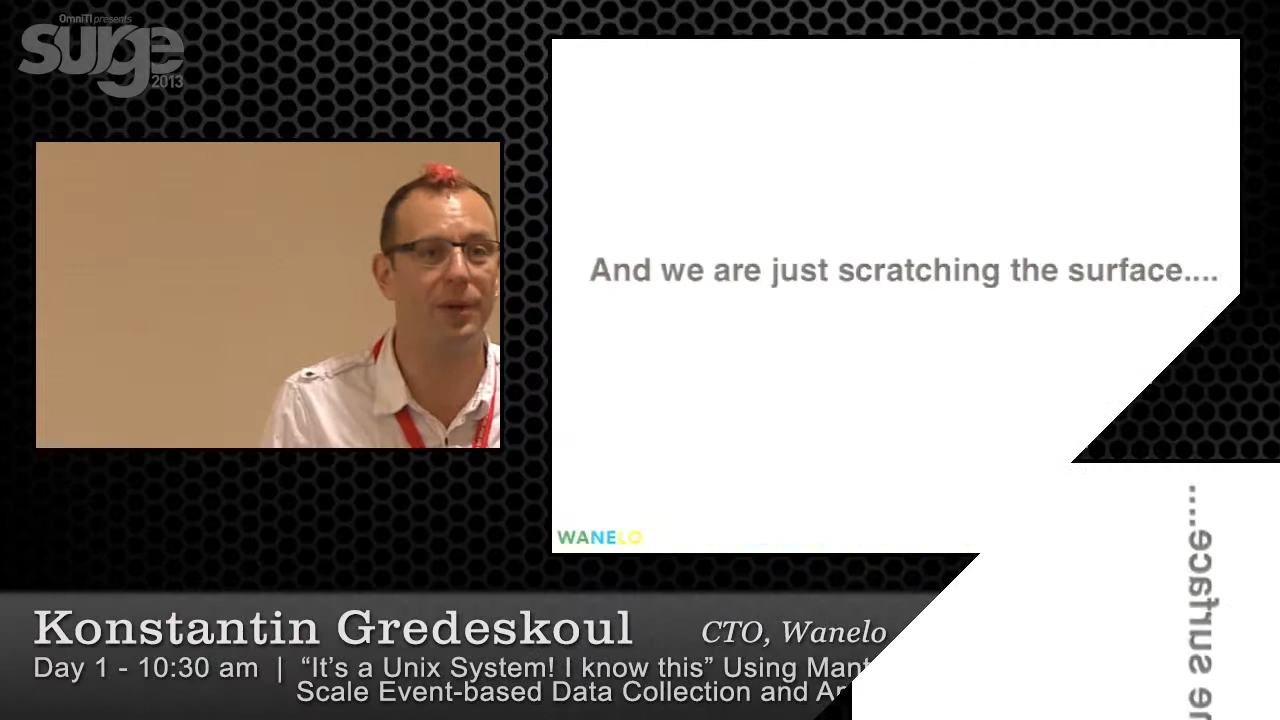 OmniTI presents
surge
2013
And we are just scratching the surface....
WANELO
surface....
Konstantin Gredeskoul CTO, Wanelo
Day 1 - 10:30 am | “It’s a Unix System! I know this” Using
Scale Event-based Data Collection and